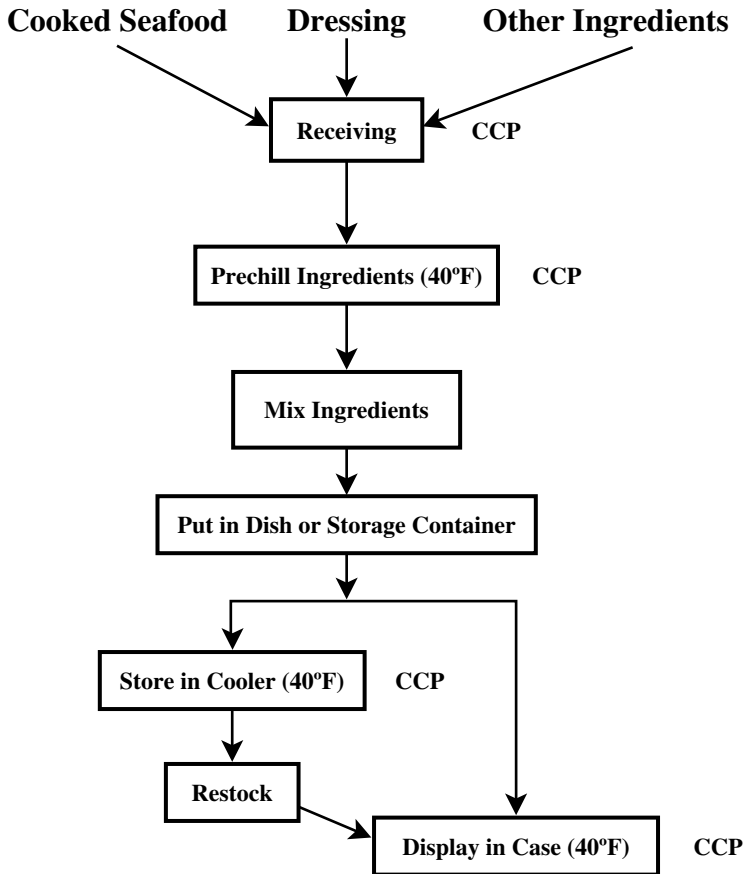 Cooked Seafood
Dressing
Other Ingredients
Receiving
CCP
Prechill Ingredients (40ºF)
CCP
Mix Ingredients
Put in Dish or Storage Container
Store in Cooler (40ºF)
CCP
Restock
Display in Case (40ºF)
CCP